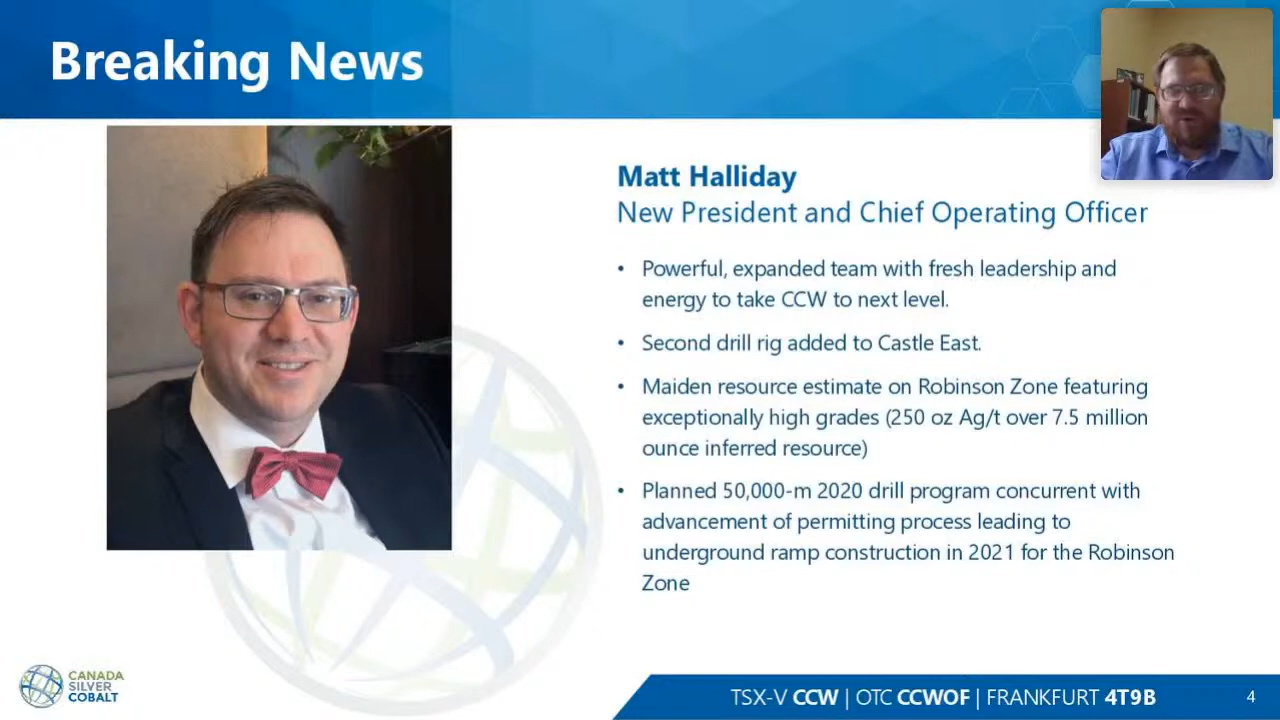 Breaking News
Matt Halliday
New President and Chief Operating Officer
• Powerful, expanded team with fresh leadership and
energy to take CCW to next level.
• Second drill rig added to Castle East.
• Maiden resource estimate on Robinson Zone featuring
exceptionally high grades (250 oz Ag/t over 7.5 million
ounce inferred resource)
• Planned 50,000-m 2020 drill program concurrent with
advancement of permitting process leading to
underground ramp construction in 2021 for the Robinson
Zone
CANADA
SILVER
COBALT
TSX-V CCW | OTC CCWOF | FRANKFURT 4T9B
4